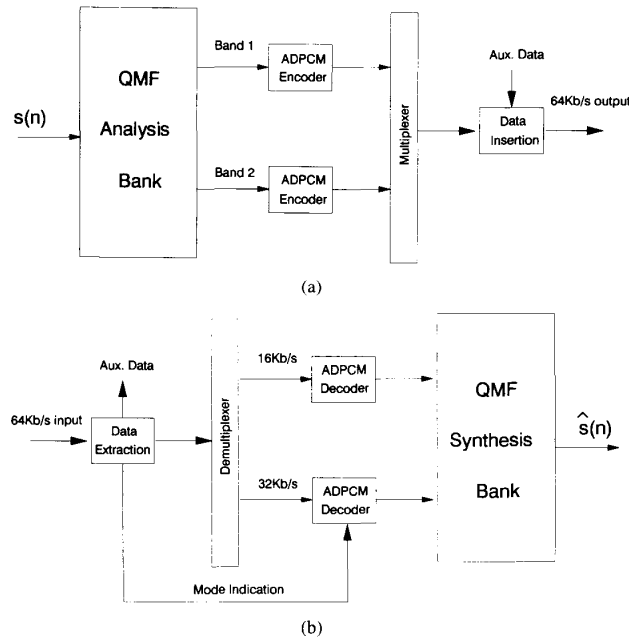 Band 1
ADPCM
Encoder
Aux. Data
QMF
Analysis
Bank
s(n)
Multiplexer
64Kb/s output
Data
Insertion
Band 2
ADPCM
Encoder
(a)
Aux. Data
64Kb/s input
Data
Extraction
Demultiplexer
16Kb/s
ADPCM
Decoder
QMF
Synthesis
Bank
ŝ(n)
32Kb/s
ADPCM
Decoder
Mode Indication
(b)